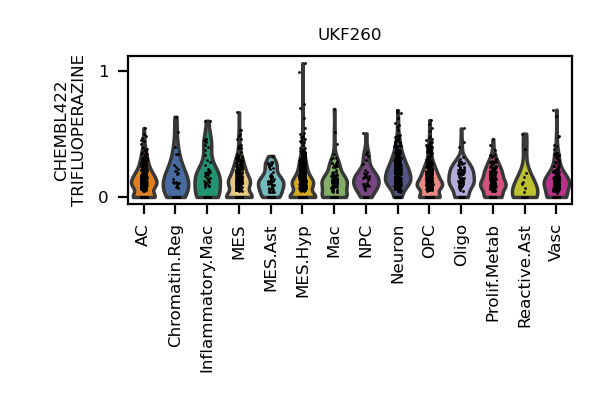 UKF260
CHEMBL422
TRIFLUOPERAZINE
1
0
AC
Chromatin.Reg
Inflammatory.Mac
MES
MES.Ast
MES.Hyp
Mac
NPC
Neuron
OPC
Oligo
Prolif.Metab
Reactive.Ast
Vasc